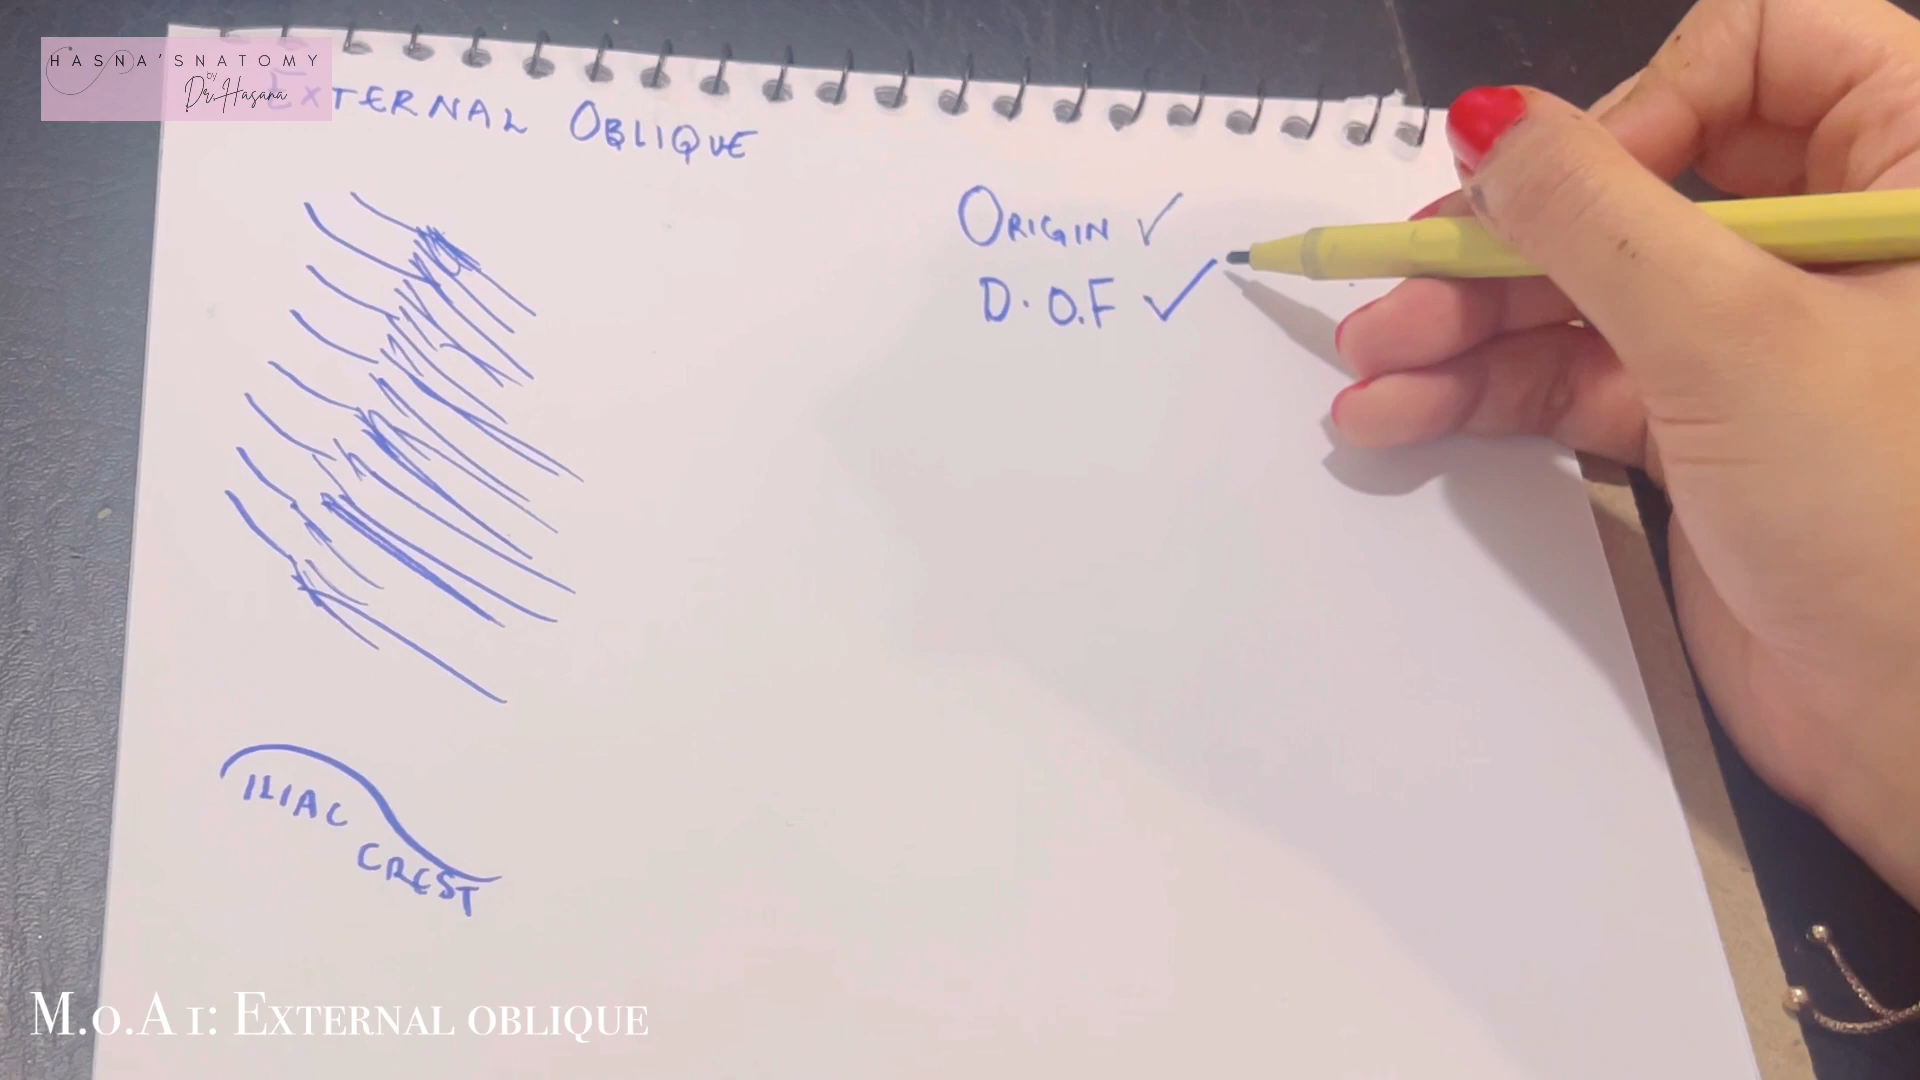 HASNA'SNATOMY
by
Dr.Hasana
EXTERNAL OBLIQUE
ORIGIN ✓
D.O.F ✓
ILIAC
CREST
M.O.A 1: EXTERNAL OBLIQUE